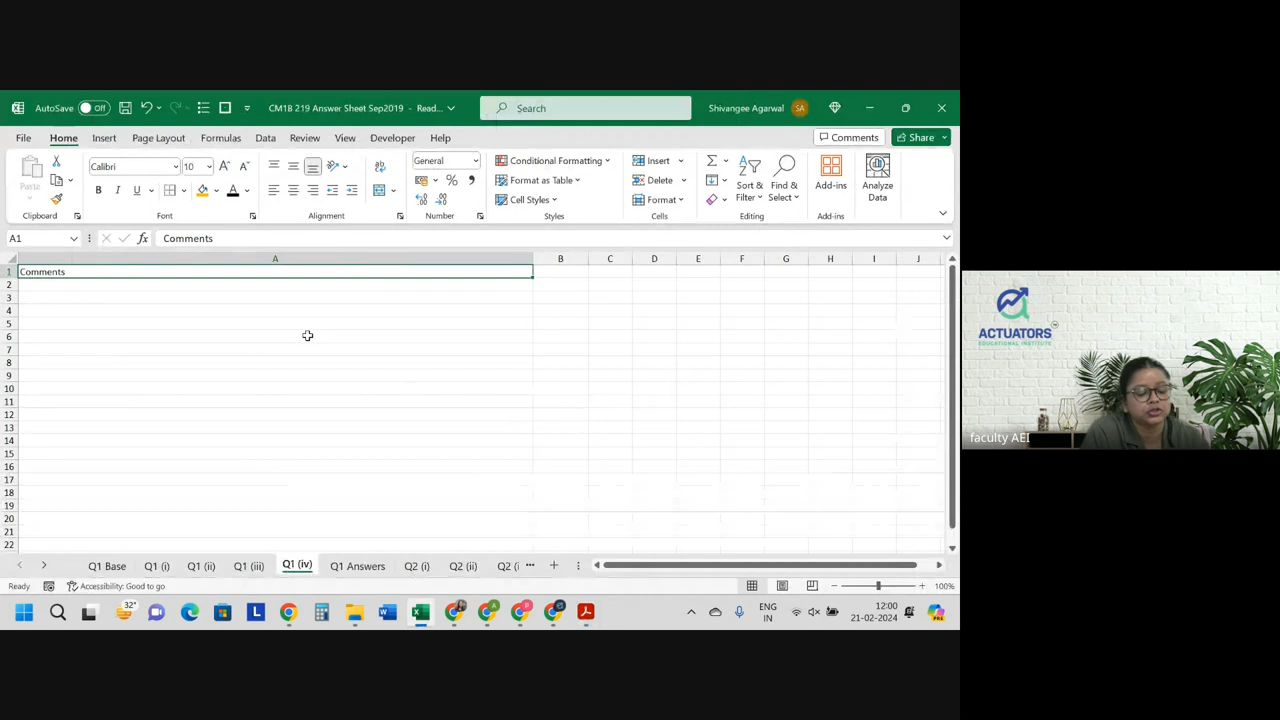 AutoSave Off CM1B 219 Answer Sheet Sep2019 - Read... Search Shivangee Agarwal SA
File Home Insert Page Layout Formulas Data Review View Developer Help Comments Share
Paste Calibri 10 General Conditional Formatting Insert Sort & Filter Find & Select Add-ins Analyze Data
B I U A % Format as Table Delete
Cell Styles Format
Clipboard Font Alignment Number Styles Cells Editing Add-ins
A1 fx Comments
A B C D E F G H I J
1 Comments
2
3
4
5
6
7
8
9
10
11
12
13
14
15
16
17
18
19
20
21
22
Q1 Base Q1 (i) Q1 (ii) Q1 (iii) Q1 (iv) Q1 Answers Q2 (i) Q2 (ii) Q2 (i ...
Ready Accessibility: Good to go 100%
32° ENG IN 12:00 21-02-2024
ACTUATORS
EDUCATIONAL INSTITUTE
faculty AEI